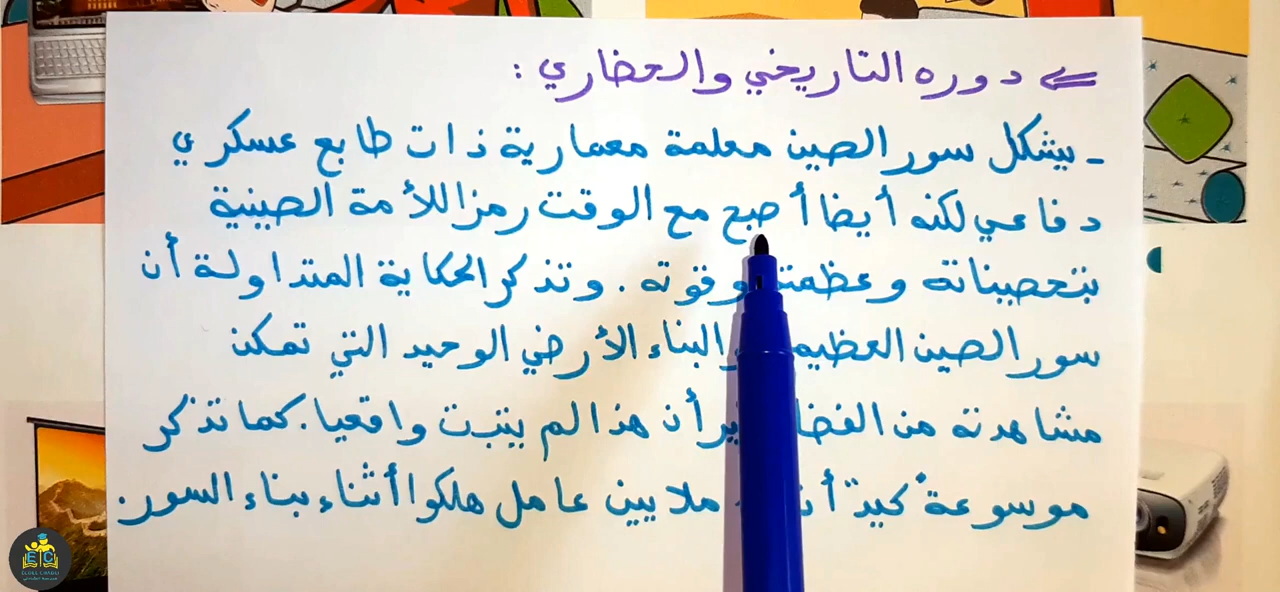 ⇐ دوره التاريخي والحضاري :
- يشكل سور الصين معلمة معمارية ذات طابع عسكري
دفاعي لكنه أيضا أصبح مع الوقت رمزا للأمة الصينية
بتحصيناته وعظمته وقوته . وتذكر الحكاية المتداولة أن
سور الصين العظيم البناء الأرضي الوحيد التي تمكن
مشاهدته من الفضاء غير أن هذا لم يثبت واقعيا . كما تذكر
موسوعة "كيد" ملايين عامل هلكوا أثناء بناء السور .
EC